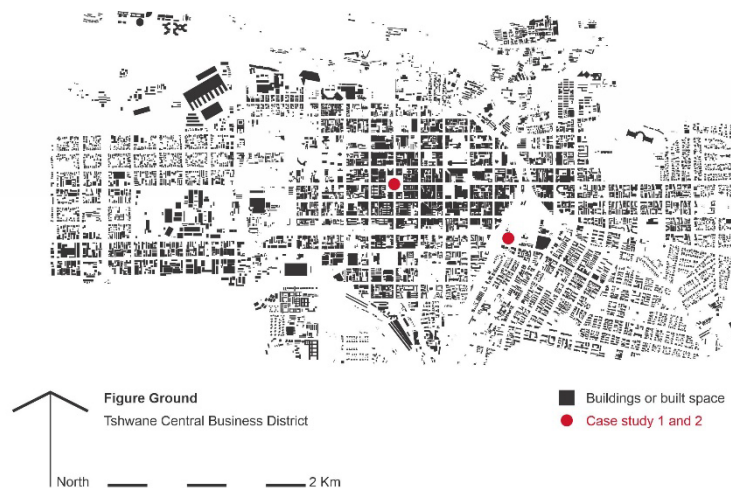 Figure Ground
Tshwane Central Business District
North
2 Km
Buildings or built space
Case study 1 and 2